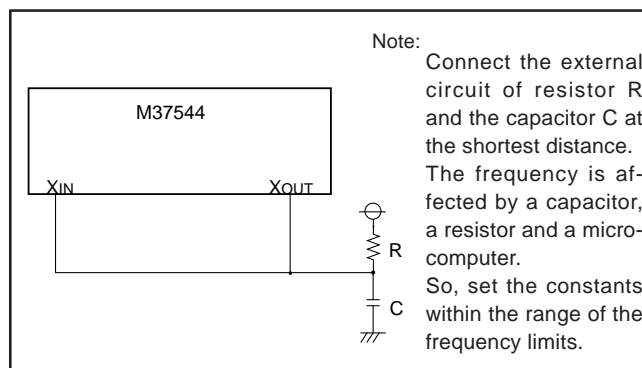 Note:
Connect the external
circuit of resistor R
and the capacitor C at
the shortest distance.
The frequency is af-
fected by a capacitor,
a resistor and a micro-
computer.
So, set the constants
within the range of the
frequency limits.
M37544
XIN
XOUT
R
C